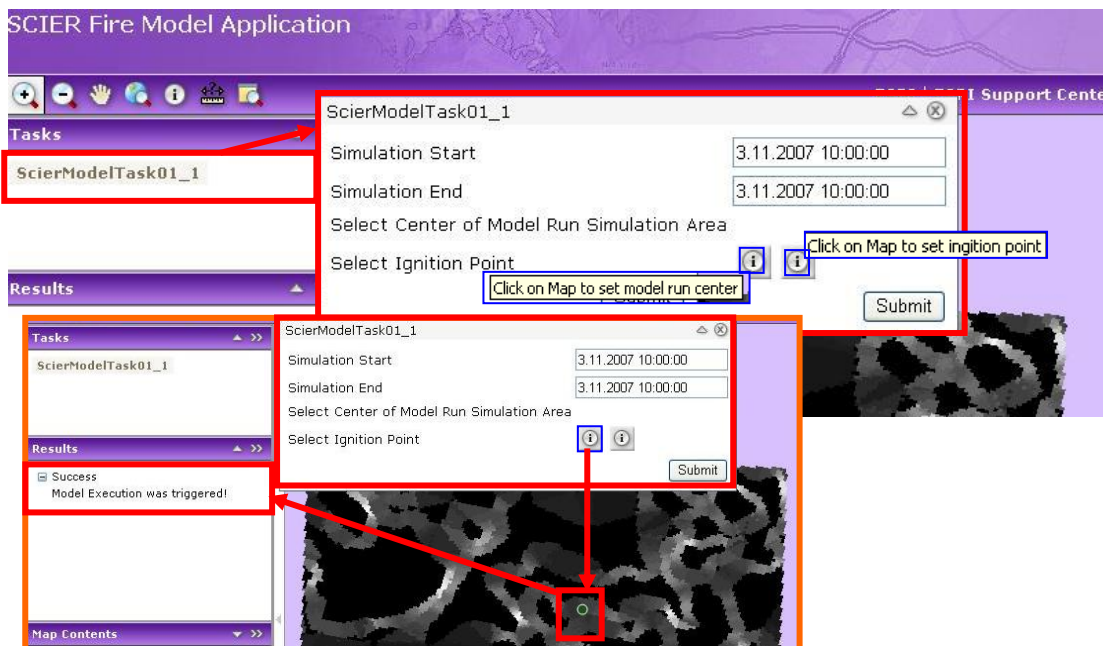 SCIER Fire Model Application
ESRI Support Cente
Tasks
ScierModelTask01_1
Results
ScierModelTask01_1
Simulation Start 3.11.2007 10:00:00
Simulation End 3.11.2007 10:00:00
Select Center of Model Run Simulation Area
Select Ignition Point
Click on Map to set ingition point
Click on Map to set model run center
Submit
Tasks
ScierModelTask01_1
Results
Success
Model Execution was triggered!
Map Contents
ScierModelTask01_1
Simulation Start 3.11.2007 10:00:00
Simulation End 3.11.2007 10:00:00
Select Center of Model Run Simulation Area
Select Ignition Point
Submit